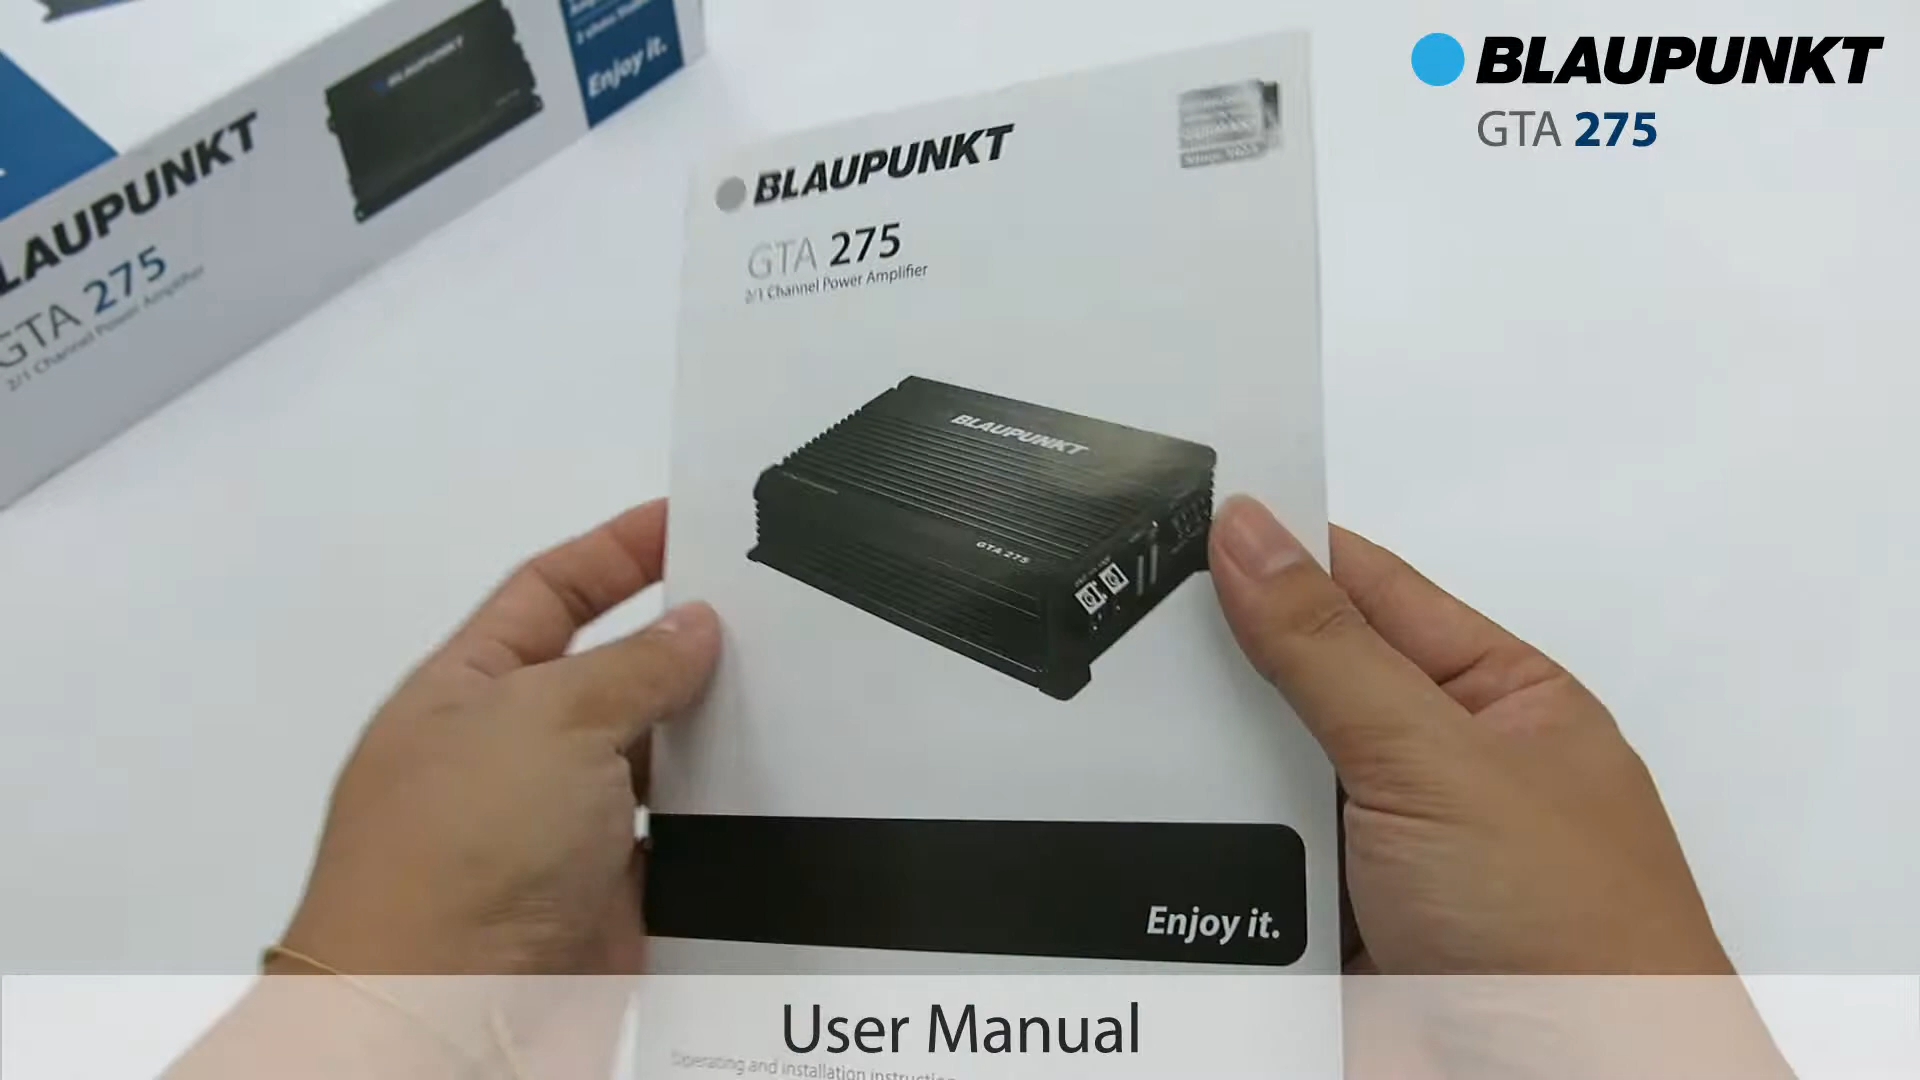 BLAUPUNKT
GTA 275
Enjoy it.
BLAUPUNKT
LAUPUNKT
GTA 275
2/1 Channel Power Amplifier
BLAUPUNKT
GTA 275
2/1 Channel Power Amplifier
BLAUPUNKT
GTA 275
Enjoy it.
User Manual
Operating and installation